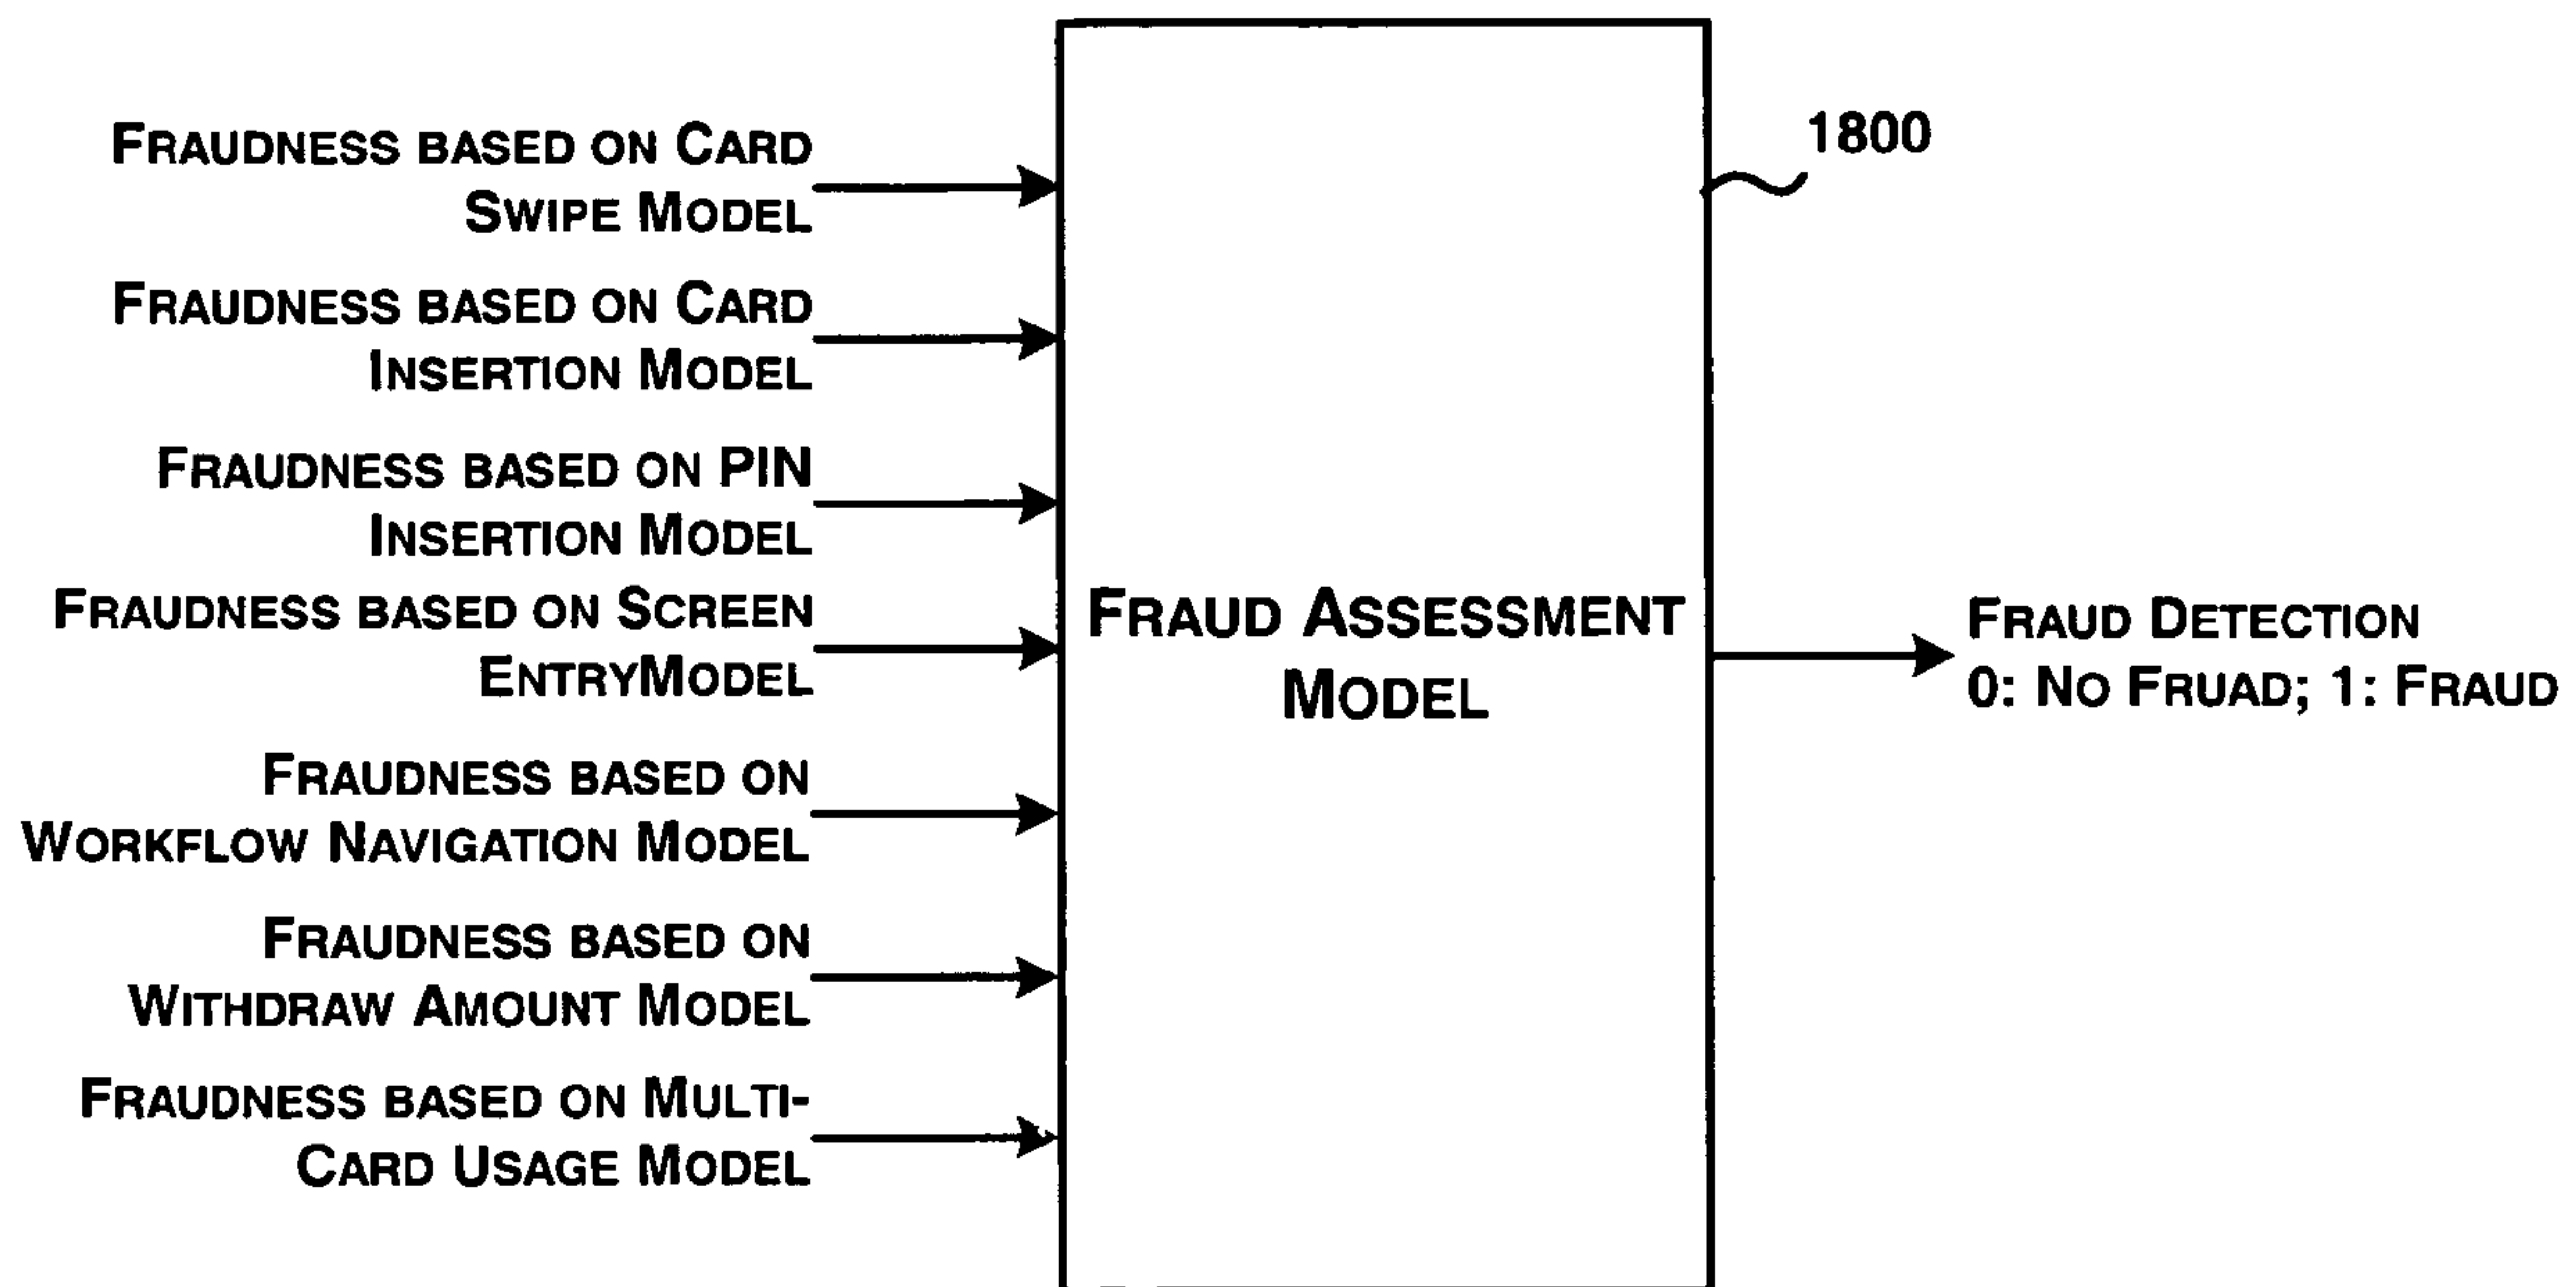 FRAUDNESS BASED ON CARD
SWIPE MODEL
FRAUDNESS BASED ON CARD
INSERTION MODEL
FRAUDNESS BASED ON PIN
INSERTION MODEL
FRAUDNESS BASED ON SCREEN
ENTRYMODEL
FRAUDNESS BASED ON
WORKFLOW NAVIGATION MODEL
FRAUDNESS BASED ON
WITHDRAW AMOUNT MODEL
FRAUDNESS BASED ON MULTI-
CARD USAGE MODEL
FRAUD ASSESSMENT
MODEL
1800
FRAUD DETECTION
0: NO FRUAD; 1: FRAUD